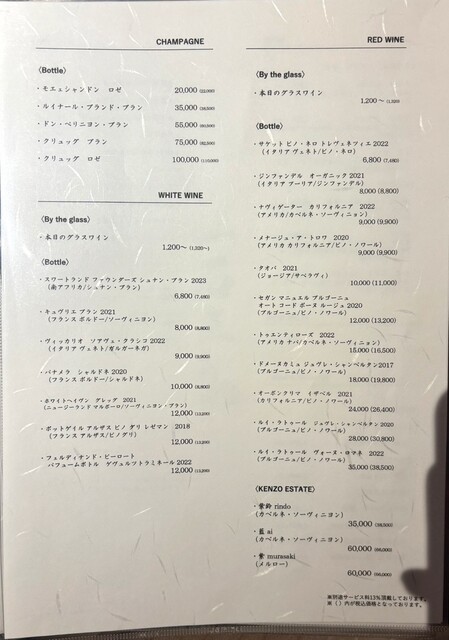 CHAMPAGNE
〈Bottle〉
・モエェシャンドン ロゼ 20,000 (22,000)
・ルイナール・ブランド・ブラン 35,000 (38,500)
・ドン・ペリニヨン・ブラン 55,000 (60,500)
・クリュッグ ブラン 75,000 (82,500)
・クリュッグ ロゼ 100,000 (110,000)
WHITE WINE
〈By the glass〉
・本日のグラスワイン
1,200〜 (1,320〜)
〈Bottle〉
・スワートランド ファウンダーズ シュナン・ブラン 2023
(南アフリカ/シュナン・ブラン)
6,800 (7,480)
・キュヴリエ ブラン 2021
(フランス ボルドー/ソーヴィニヨン)
8,000 (8,800)
・ヴィッカリオ ソアヴェ・クラシコ 2022
(イタリア ヴェネト/ガルガーネガ)
9,000 (9,900)
・パナメラ シャルドネ 2020
(フランス ボルドー/シャルドネ)
10,000 (8,800)
・ホワイトヘイヴン グレッグ 2021
(ニュージーランド マルボーロ/ソーヴィニヨン・ブラン)
12,000 (13,200)
・ボットゲイル アルザス ピノ ダリ レゼマン 2018
(フランス アルザス/ピノグリ)
12,000 (13,200)
・フェルディナンド・ピーロート
パフュームボトル ゲヴュルツトラミネール 2022
12,000 (13,200)
RED WINE
〈By the glass〉
・本日のグラスワイン
1,200〜 (1,320
〈Bottle〉
・サケット ピノ・ネロ トレヴェネツィエ 2022
(イタリア ヴェネト/ピノ・ネロ)
6,800 (7,480)
・ジンファンデル オーガニック 2021
(イタリア プーリア/ジンファンデル)
8,000 (8,800)
・ナヴィゲーター カリフォルニア 2022
(アメリカ/カベルネ・ソーヴィニョン)
9,000 (9,900)
・メナージュ・ア・トロワ 2020
(アメリカ カリフォルニア/ピノ・ノワール)
9,000 (9,900)
・タオバ 2021
(ジョージア/サペラヴィ)
10,000 (11,000)
・セガン マニュエル ブルゴーニュ
オート コード ボーヌ ルージュ 2020
(ブルゴーニュ/ピノ・ノワール)
12,000 (13,200)
・トゥエンティローズ 2022
(アメリカ ナパ/カベルネ・ソーヴィニョン)
15,000 (16,500)
・ドメーヌカミュ ジュヴレ・シャンベルタン2017
(ブルゴーニュ/ピノ・ノワール)
18,000 (19,800)
・オーボンクリマ イザベル 2021
(カリフォルニア/ピノ・ノワール)
24,000 (26,400)
・ルイ・ラトゥール ジュヴレ・シャンベルタン 2020
(ブルゴーニュ/ピノ・ノワール)
28,000 (30,800)
・ルイ・ラトゥール ヴォーヌ・ロマネ 2022
(ブルゴーニュ/ピノ・ノワール)
35,000 (38,500)
〈KENZO ESTATE〉
・紫鈴 rindo
(カベルネ・ソーヴィニヨン)
35,000 (38,500)
・藍 ai
(カベルネ・ソーヴィニヨン)
60,000 (66,000)
・紫 murasaki
(メルロー)
60,000 (66,000)
※別途サービス料13%頂戴しております。
※（ ）内が税込価格となっております。